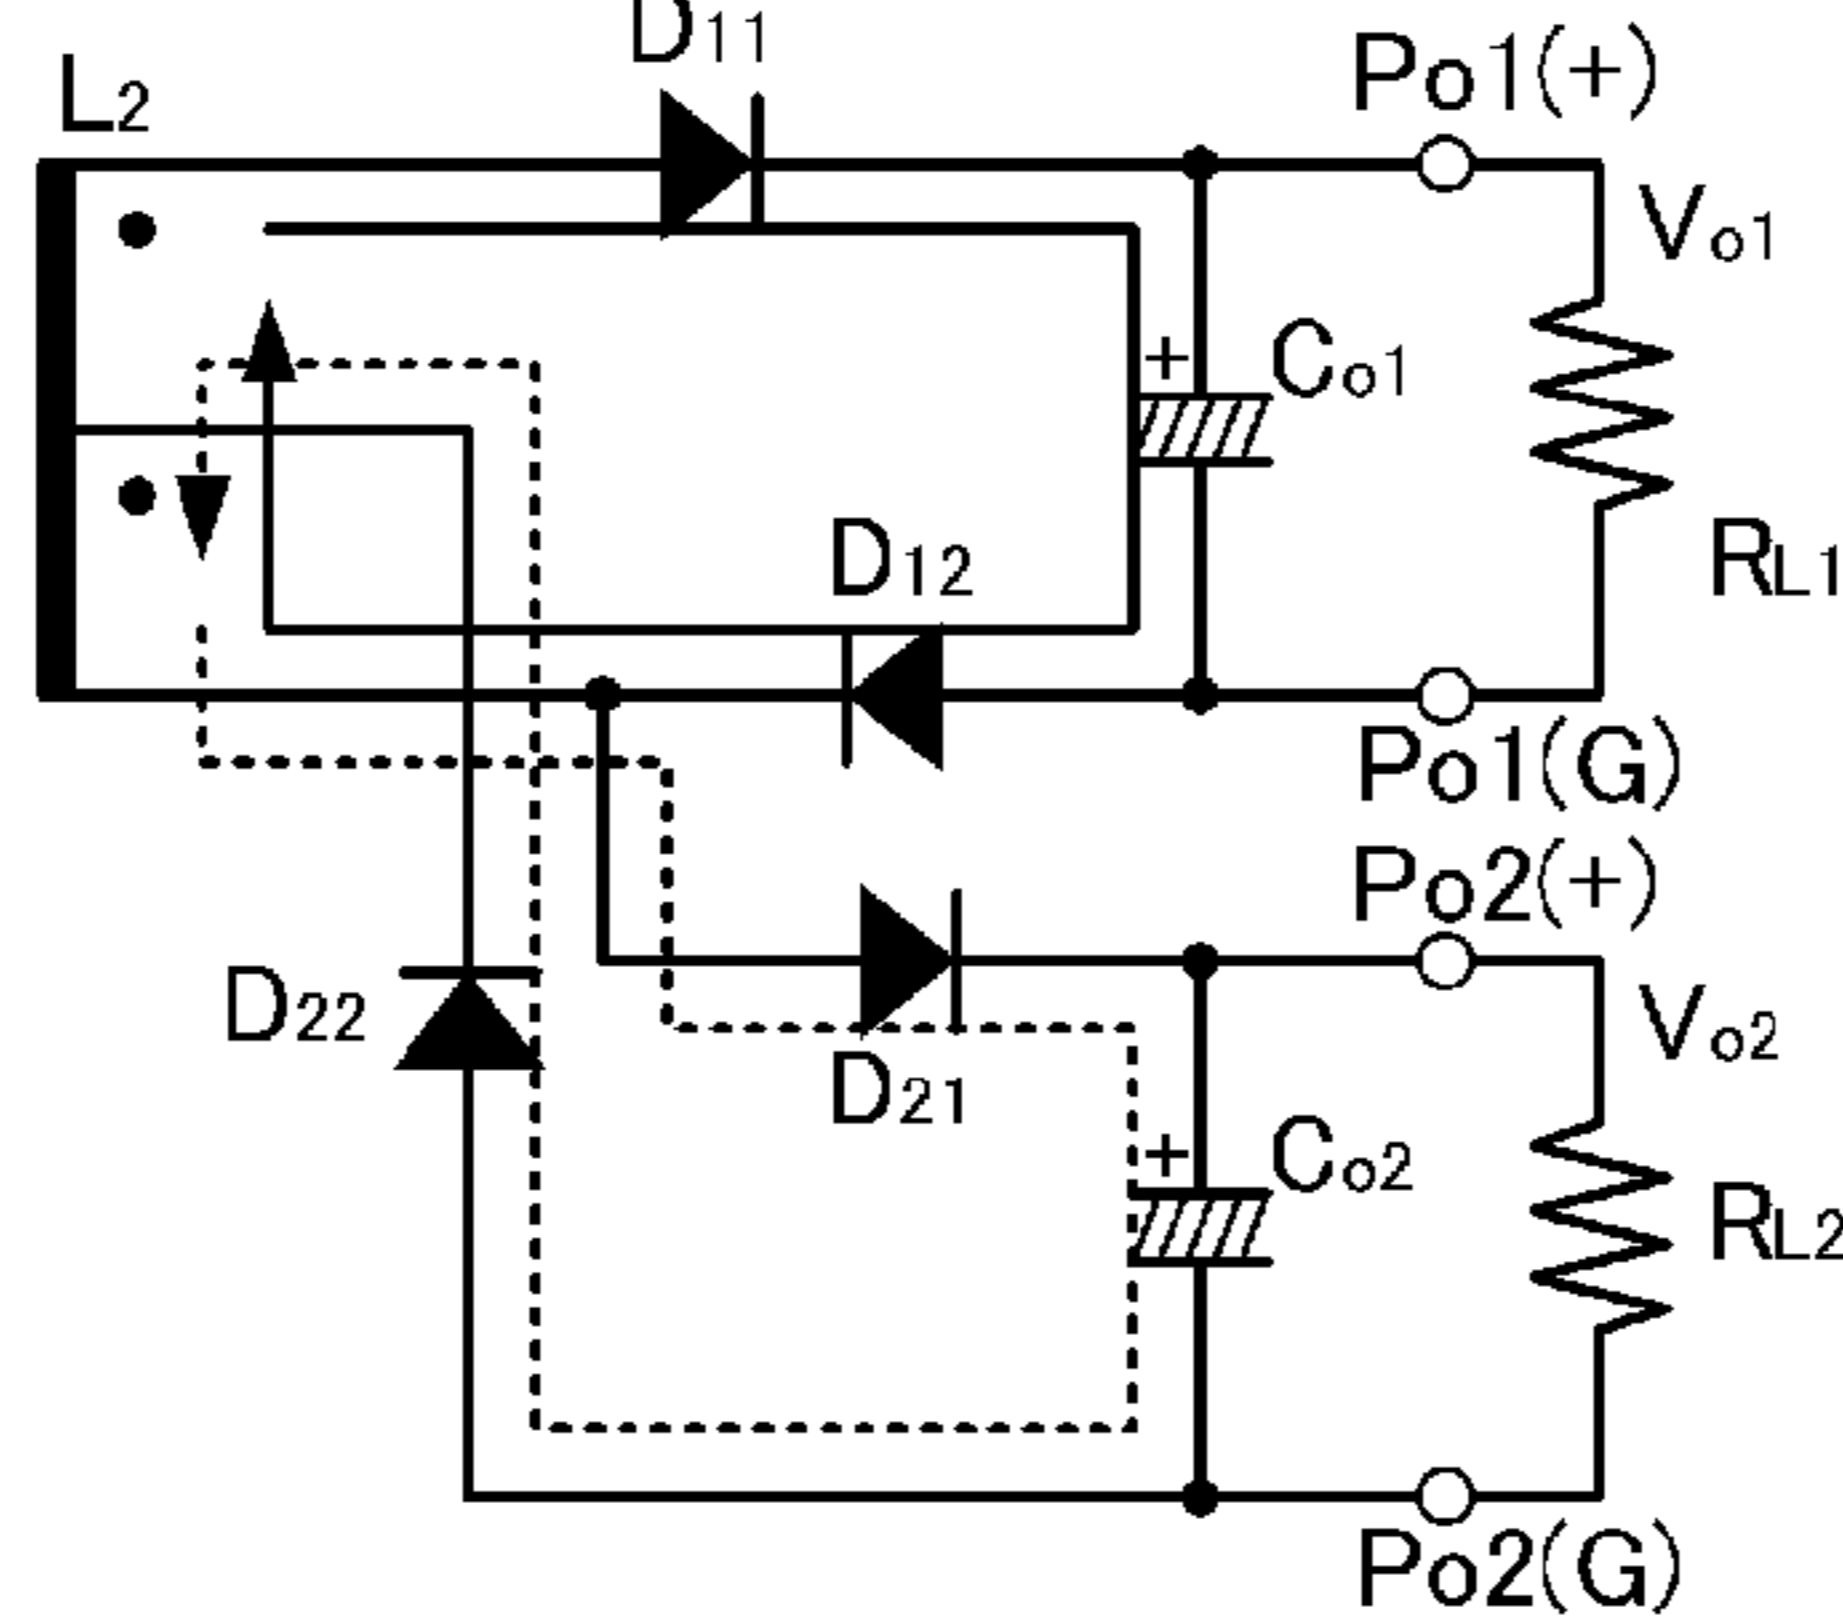 D11
Po1(+)
L2
Vo1
+
Co1
D12
RL1
Po1(G)
Po2(+)
D22
Vo2
D21
+
Co2
RL2
Po2(G)